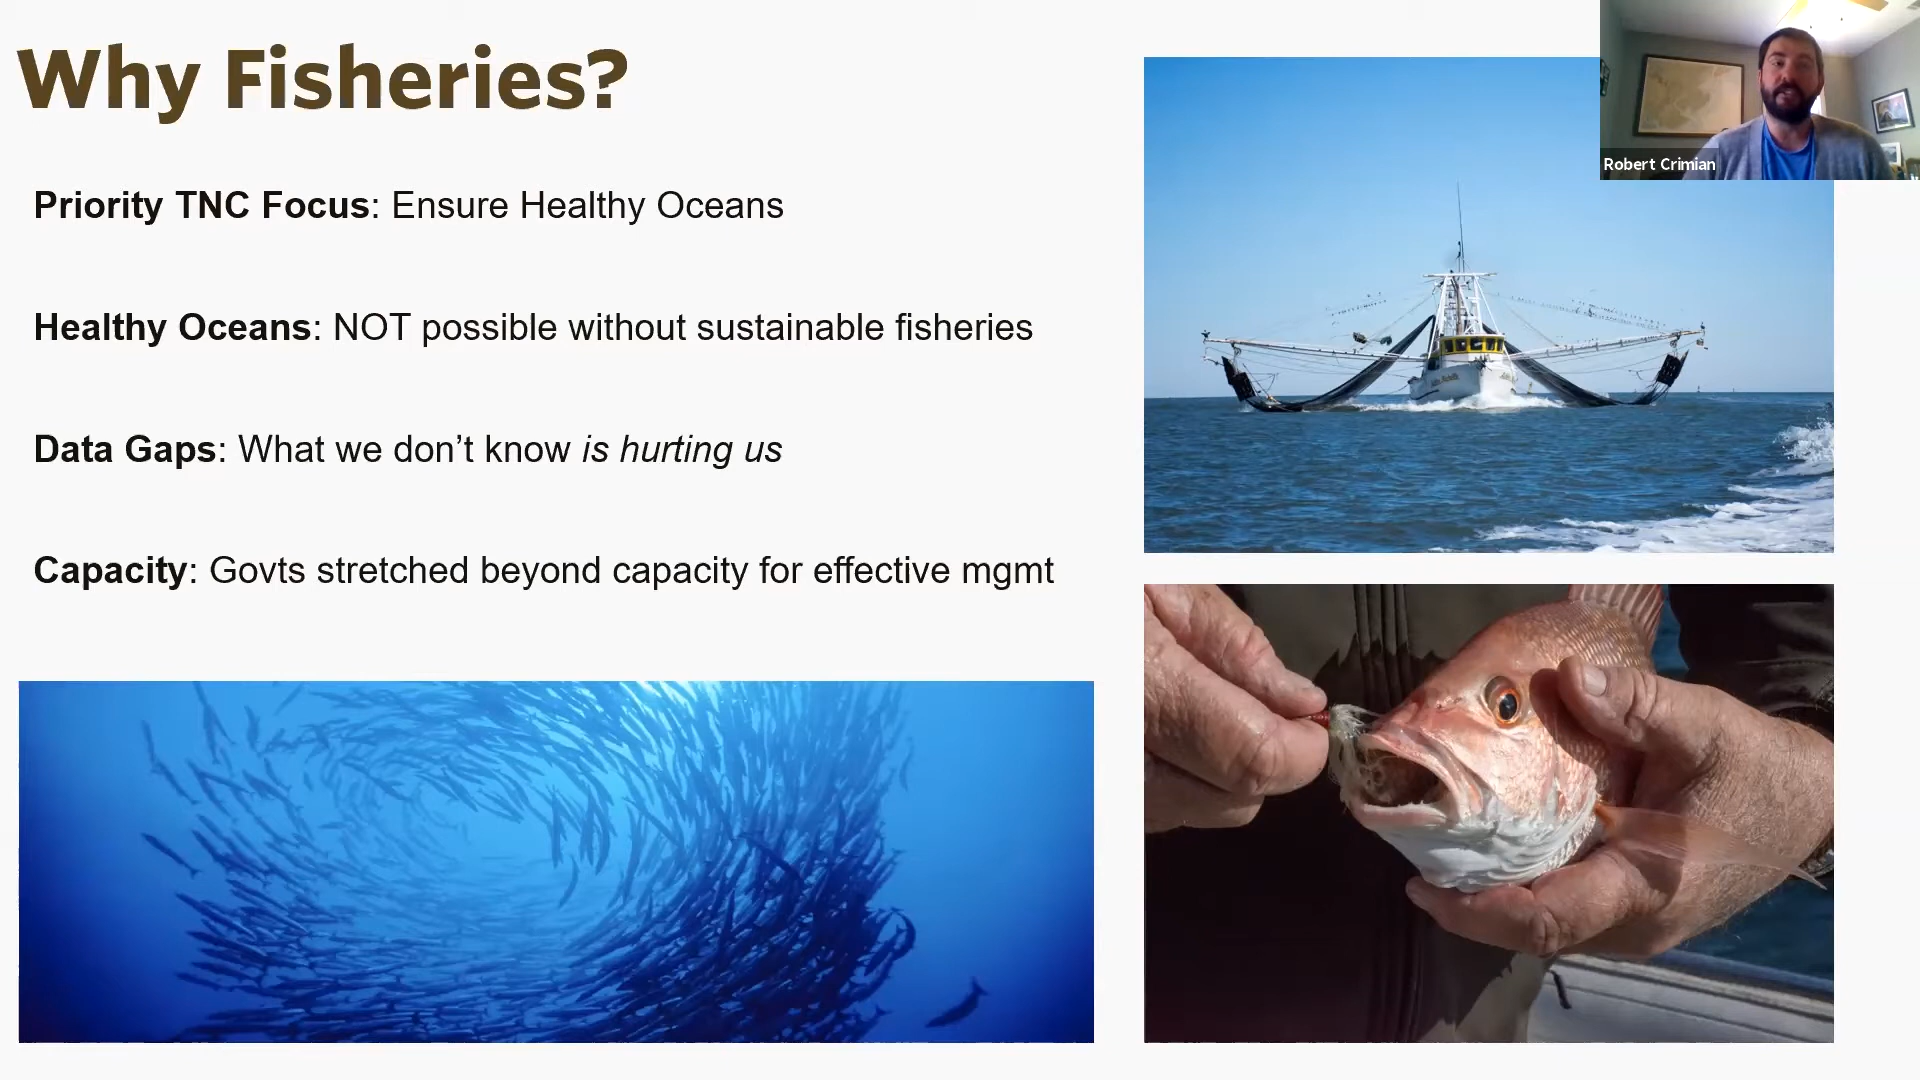 Why Fisheries?
Robert Crimian
Priority TNC Focus: Ensure Healthy Oceans
Healthy Oceans: NOT possible without sustainable fisheries
Data Gaps: What we don’t know is hurting us
Capacity: Govts stretched beyond capacity for effective mgmt